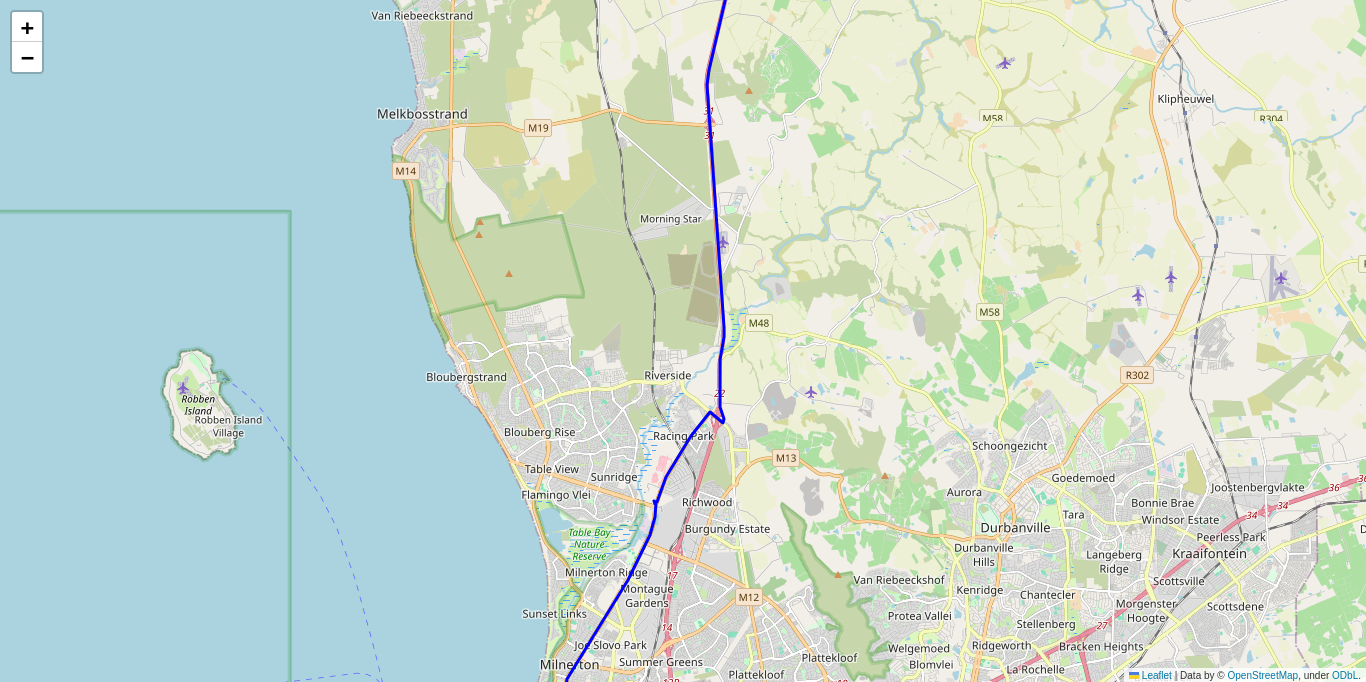 +
−
Van Riebeeckstrand
Klipheuwel
31
Melkbosstrand
M58
R304
M19
31
M14
Morning Star
M58
M48
Riverside
Bloubergstrand
R302
22
Robben
Island
Robben Island
Village
Blouberg Rise
Racing Park
Schoongezicht
M13
Table View
Sunridge
Goedemoed
36
36
Joostenbergvlakte
Flamingo Vlei
Aurora
Richwood
Bonnie Brae
34
34
Tara
Windsor Estate
Burgundy Estate
Durbanville
Table Bay
Nature
Reserve
Peerless Park
Durbanville
Hills
Langeberg
Ridge
Kraaifontein
Milnerton Ridge
17
Van Riebeeckshof
Scottsville
Montague
Gardens
M12
Kenridge
Chantecler
Morgenster
Hoogte
Scottsdene
Sunset Links
Protea Vallei
Stellenberg
14
27
Joe Slovo Park
Welgemoed
Ridgeworth
Bracken Heights
Milnerton
Summer Greens
Plattekloof
Blomvlei
La Rochelle
Plattekloof
Leaflet | Data by © OpenStreetMap, under ODbL.